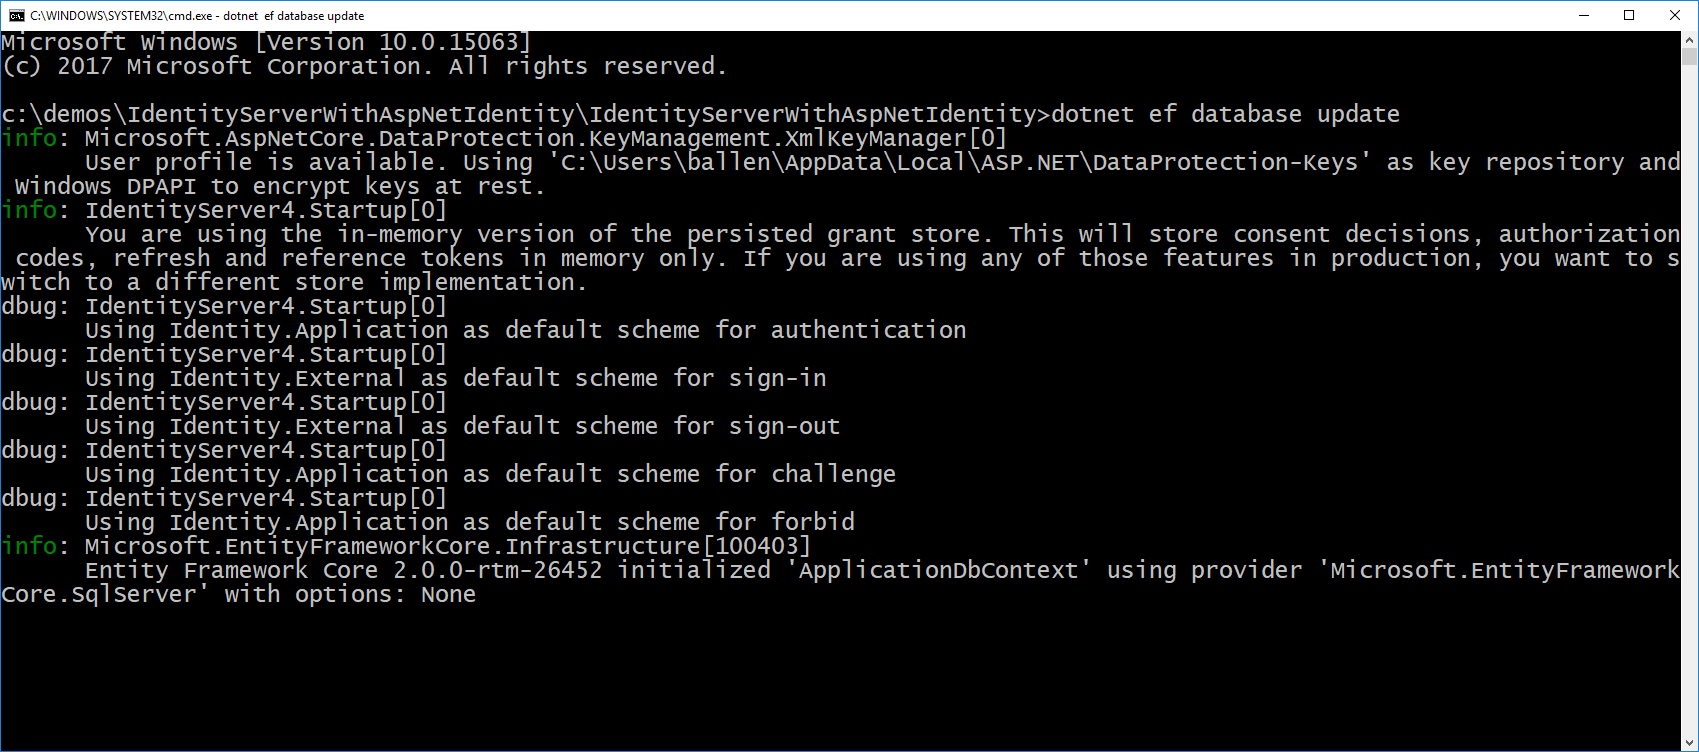 C:\WINDOWS\SYSTEM32\cmd.exe - dotnet  ef database update
Microsoft Windows [Version 10.0.15063]
(c) 2017 Microsoft Corporation. All rights reserved.
c:\demos\IdentityServerWithAspNetIdentity\IdentityServerWithAspNetIdentity>dotnet ef database update
info: Microsoft.AspNetCore.DataProtection.KeyManagement.XmlKeyManager[0]
      User profile is available. Using 'C:\Users\ballen\AppData\Local\ASP.NET\DataProtection-Keys' as key repository and
 Windows DPAPI to encrypt keys at rest.
info: IdentityServer4.Startup[0]
      You are using the in-memory version of the persisted grant store. This will store consent decisions, authorization
 codes, refresh and reference tokens in memory only. If you are using any of those features in production, you want to s
witch to a different store implementation.
dbug: IdentityServer4.Startup[0]
      Using Identity.Application as default scheme for authentication
dbug: IdentityServer4.Startup[0]
      Using Identity.External as default scheme for sign-in
dbug: IdentityServer4.Startup[0]
      Using Identity.External as default scheme for sign-out
dbug: IdentityServer4.Startup[0]
      Using Identity.Application as default scheme for challenge
dbug: IdentityServer4.Startup[0]
      Using Identity.Application as default scheme for forbid
info: Microsoft.EntityFrameworkCore.Infrastructure[100403]
      Entity Framework Core 2.0.0-rtm-26452 initialized 'ApplicationDbContext' using provider 'Microsoft.EntityFramework
Core.SqlServer' with options: None